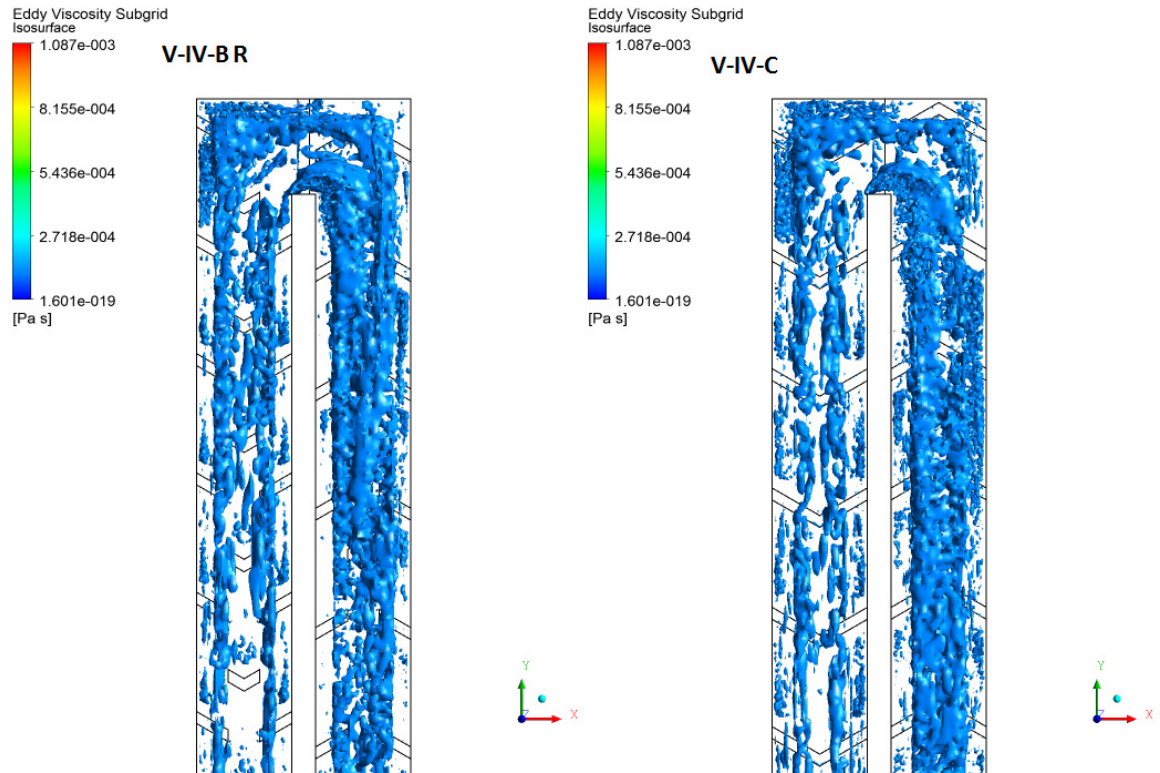 Eddy Viscosity Subgrid
Isosurface
1.087e-003
8.155e-004
5.436e-004
2.718e-004
1.601e-019
[Pa s]
V-IV-B R
Y
Z
X
Eddy Viscosity Subgrid
Isosurface
1.087e-003
8.155e-004
5.436e-004
2.718e-004
1.601e-019
[Pa s]
V-IV-C
Y
Z
X